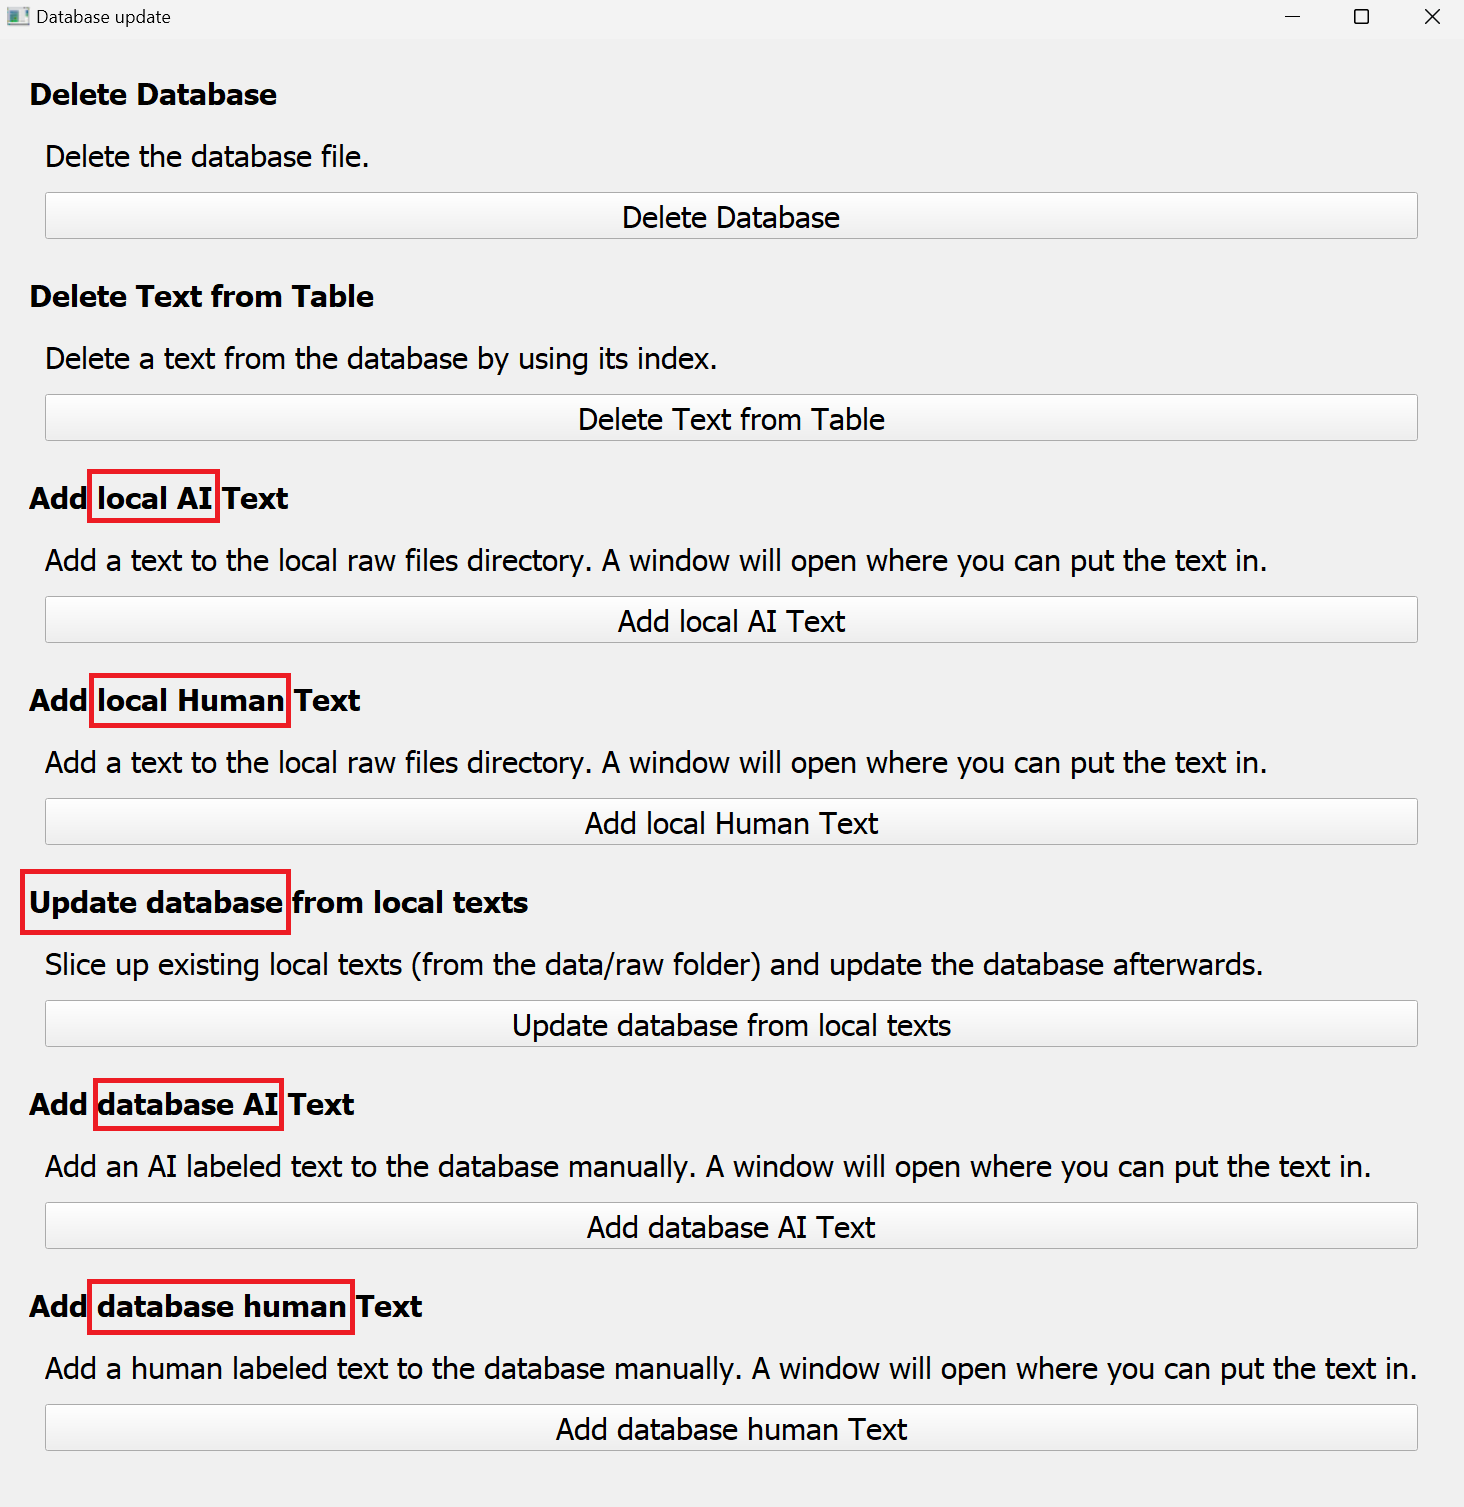 Database update
Delete Database
Delete the database file.
Delete Database
Delete Text from Table
Delete a text from the database by using its index.
Delete Text from Table
Add local AI Text
Add a text to the local raw files directory. A window will open where you can put the text in.
Add local AI Text
Add local Human Text
Add a text to the local raw files directory. A window will open where you can put the text in.
Add local Human Text
Update database from local texts
Slice up existing local texts (from the data/raw folder) and update the database afterwards.
Update database from local texts
Add database AI Text
Add an AI labeled text to the database manually. A window will open where you can put the text in.
Add database AI Text
Add database human Text
Add a human labeled text to the database manually. A window will open where you can put the text in.
Add database human Text